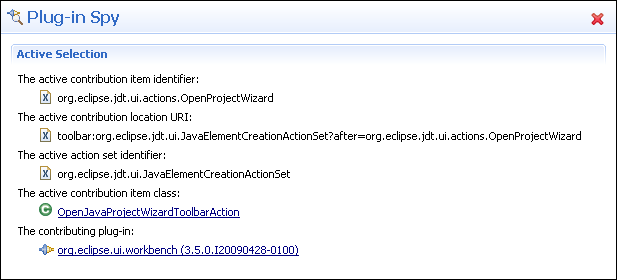 Plug-in Spy
Active Selection
The active contribution item identifier:
org.eclipse.jdt.ui.actions.OpenProjectWizard
The active contribution location URI:
toolbar:org.eclipse.jdt.ui.JavaElementCreationActionSet?after=org.eclipse.jdt.ui.actions.OpenProjectWizard
The active action set identifier:
org.eclipse.jdt.ui.JavaElementCreationActionSet
The active contribution item class:
OpenJavaProjectWizardToolbarAction
The contributing plug-in:
org.eclipse.ui.workbench (3.5.0.I20090428-0100)